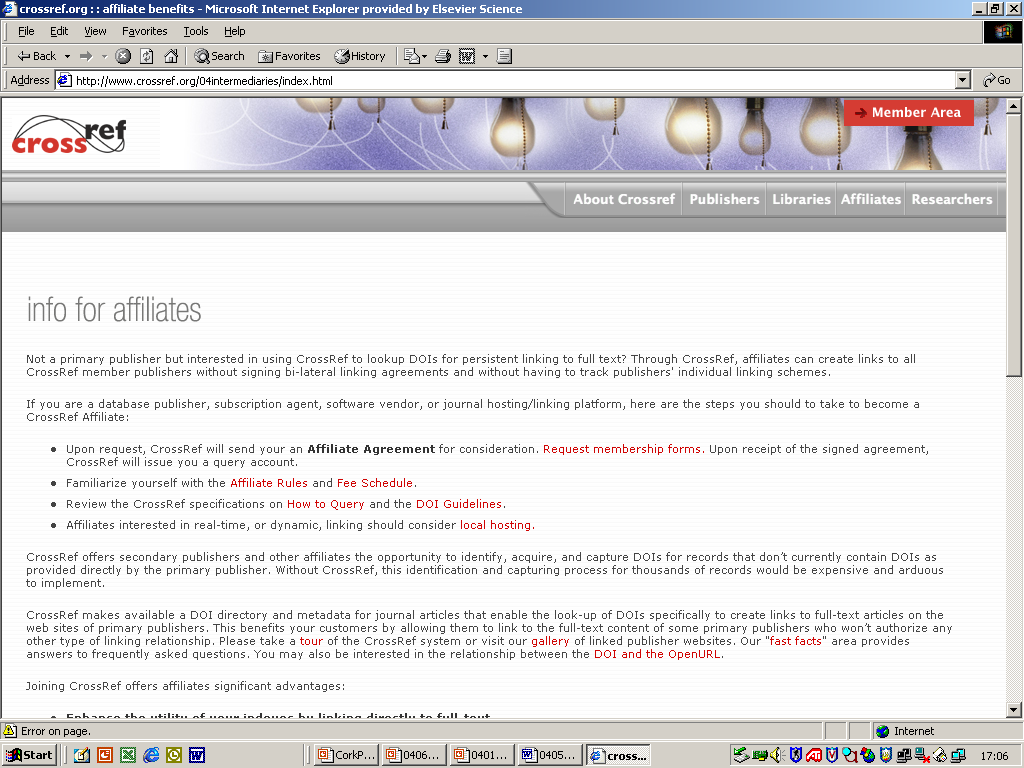 crossref.org : : affiliate benefits - Microsoft Internet Explorer provided by Elsevier Science
File Edit View Favorites Tools Help
Back Search Favorites History
Address http://www.crossref.org/04intermediaries/index.html Go
Member Area
crossref
About Crossref Publishers Libraries Affiliates Researchers
info for affiliates
Not a primary publisher but interested in using CrossRef to lookup DOIs for persistent linking to full text? Through CrossRef, affiliates can create links to all
CrossRef member publishers without signing bi-lateral linking agreements and without having to track publishers' individual linking schemes.
If you are a database publisher, subscription agent, software vendor, or journal hosting/linking platform, here are the steps you should to take to become a
CrossRef Affiliate:
• Upon request, CrossRef will send your an Affiliate Agreement for consideration. Request membership forms. Upon receipt of the signed agreement,
CrossRef will issue you a query account.
• Familiarize yourself with the Affiliate Rules and Fee Schedule.
• Review the CrossRef specifications on How to Query and the DOI Guidelines.
• Affiliates interested in real-time, or dynamic, linking should consider local hosting.
CrossRef offers secondary publishers and other affiliates the opportunity to identify, acquire, and capture DOIs for records that don't currently contain DOIs as
provided directly by the primary publisher. Without CrossRef, this identification and capturing process for thousands of records would be expensive and arduous
to implement.
CrossRef makes available a DOI directory and metadata for journal articles that enable the look-up of DOIs specifically to create links to full-text articles on the
web sites of primary publishers. This benefits your customers by allowing them to link to the full-text content of some primary publishers who won't authorize any
other type of linking relationship. Please take a tour of the CrossRef system or visit our gallery of linked publisher websites. Our "fast facts" area provides
answers to frequently asked questions. You may also be interested in the relationship between the DOI and the OpenURL.
Joining CrossRef offers affiliates significant advantages:
• Enhance the utility of your indexes by linking directly to full-text
Error on page. Internet
Start CorkP... 0406... 0401... 0405... cross... 17:06